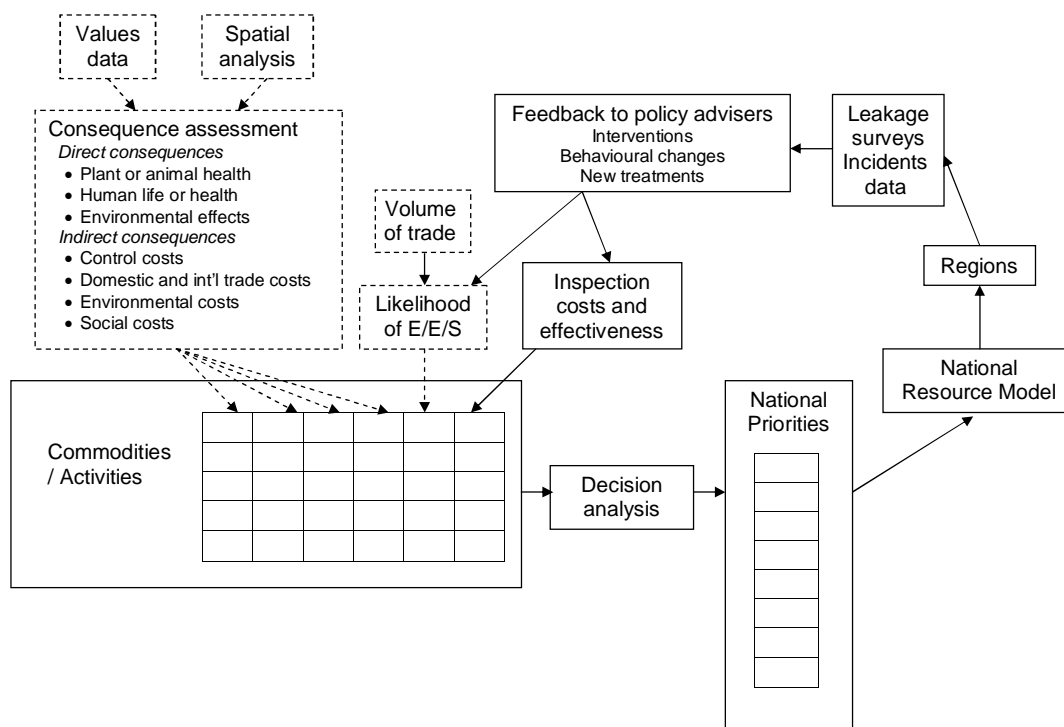 Values
data
Spatial
analysis
Consequence assessment
Direct consequences
• Plant or animal health
• Human life or health
• Environmental effects
Indirect consequences
• Control costs
• Domestic and int'l trade costs
• Environmental costs
• Social costs
Volume
of trade
Likelihood
of E/E/S
Feedback to policy advisers
Interventions
Behavioural changes
New treatments
Inspection
costs and
effectiveness
Leakage
surveys
Incidents
data
Regions
National
Resource Model
Commodities
/ Activities
Decision
analysis
National
Priorities